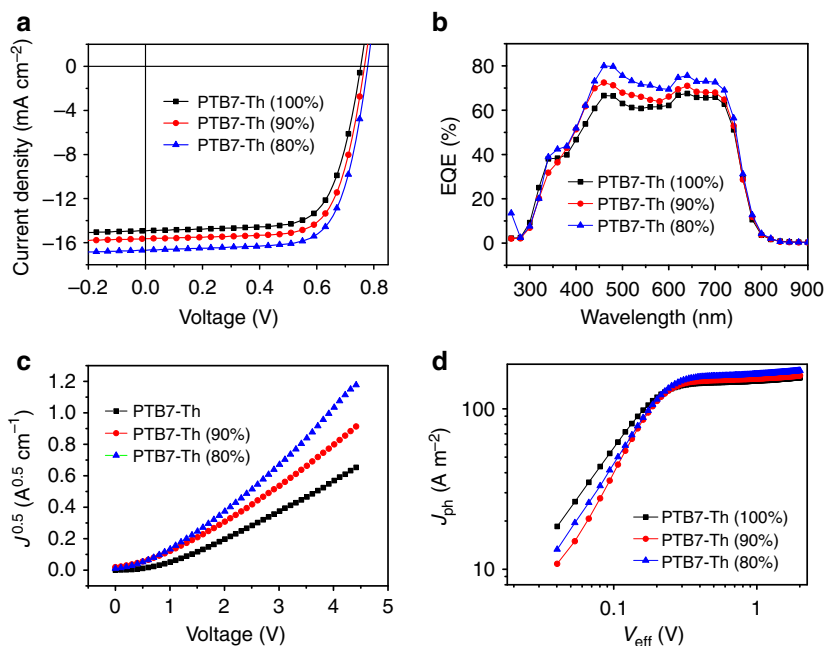 a
Current density (mA cm⁻²)
0
−4
−8
−12
−16
PTB7-Th (100%)
PTB7-Th (90%)
PTB7-Th (80%)
−0.2 0.0 0.2 0.4 0.6 0.8
Voltage (V)
b
EQE (%)
80
60
40
20
0
PTB7-Th (100%)
PTB7-Th (90%)
PTB7-Th (80%)
300 400 500 600 700 800 900
Wavelength (nm)
c
J⁰·⁵ (A⁰·⁵ cm⁻¹)
1.2
1.0
0.8
0.6
0.4
0.2
0.0
PTB7-Th
PTB7-Th (90%)
PTB7-Th (80%)
0 1 2 3 4 5
Voltage (V)
d
Jph (A m⁻²)
100
10
PTB7-Th (100%)
PTB7-Th (90%)
PTB7-Th (80%)
0.1 1
Veff (V)